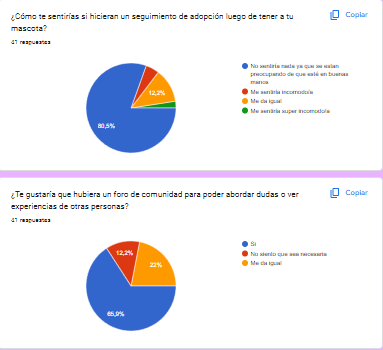 ¿Cómo te sentirías si hicieran un seguimiento de adopción luego de tener a tu
mascota?
Copiar
41 respuestas
No sentiría nada ya que se estan
preocupando de que esté en buenas
manos
Me sentiría incomodo/a
Me da igual
Me sentiría super incomodo/a
12,2%
80,5%
¿Te gustaría que hubiera un foro de comunidad para poder abordar dudas o ver
experiencias de otras personas?
Copiar
41 respuestas
Si
No siento que sea necesario
Me da igual
12,2%
22%
65,9%